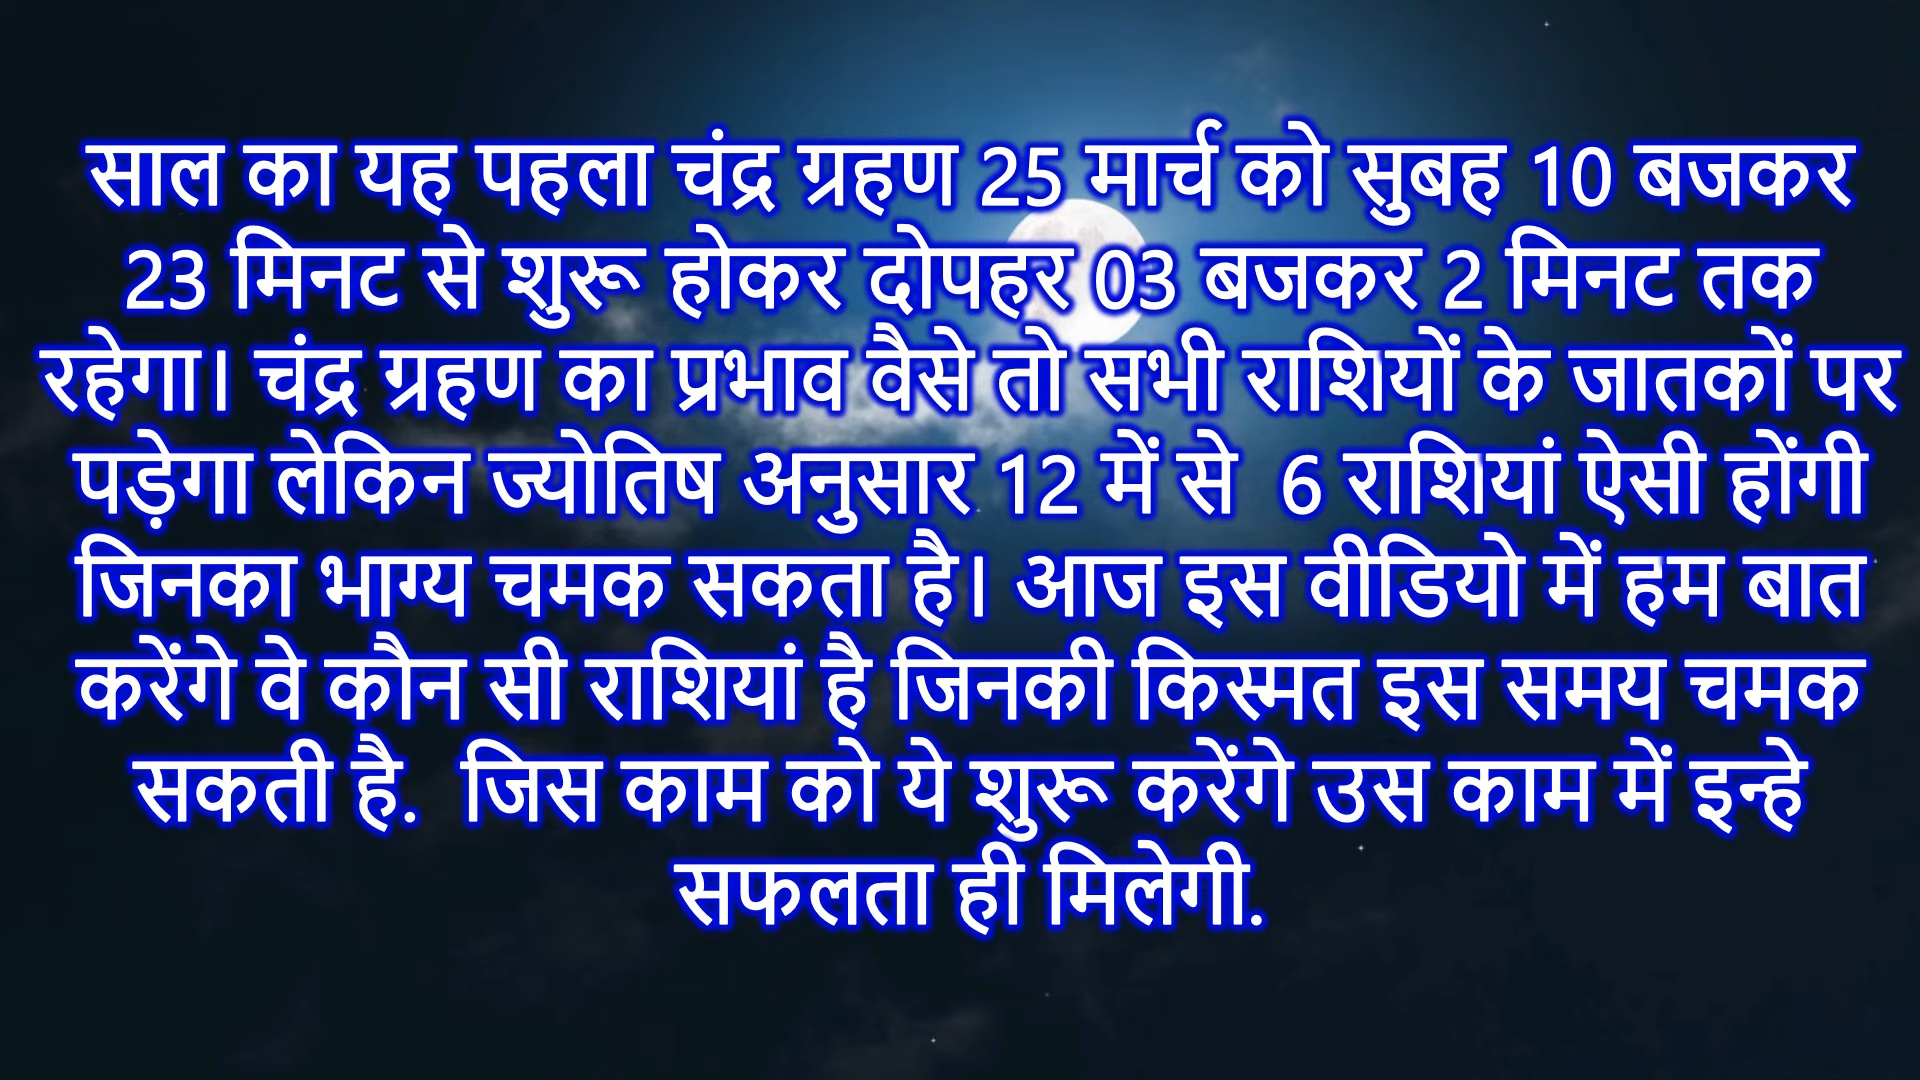 साल का यह पहला चंद्र ग्रहण 25 मार्च को सुबह 10 बजकर
23 मिनट से शुरू होकर दोपहर 03 बजकर 2 मिनट तक
रहेगा। चंद्र ग्रहण का प्रभाव वैसे तो सभी राशियों के जातकों पर
पड़ेगा लेकिन ज्योतिष अनुसार 12 में से  6 राशियां ऐसी होंगी
जिनका भाग्य चमक सकता है। आज इस वीडियो में हम बात
करेंगे वे कौन सी राशियां है जिनकी किस्मत इस समय चमक
सकती है.  जिस काम को ये शुरू करेंगे उस काम में इन्हे
सफलता ही मिलेगी.